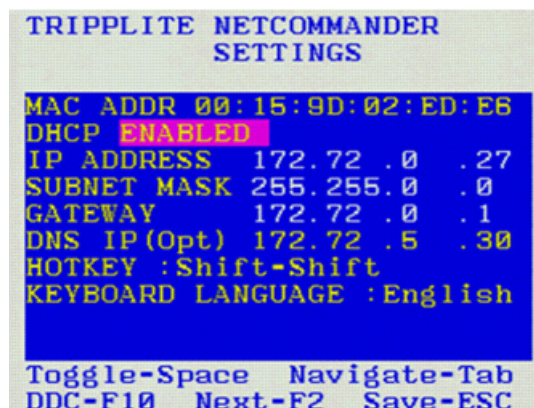 TRIPPLITE NETCOMMANDER
SETTINGS
MAC ADDR 00:15:9D:02:ED:E6
DHCP ENABLED
IP ADDRESS 172.72 .0 .27
SUBNET MASK 255.255.0 .0
GATEWAY 172.72 .0 .1
DNS IP(Opt) 172.72 .5 .30
HOTKEY :Shift-Shift
KEYBOARD LANGUAGE :English
Toggle-Space Navigate-Tab
DDC-F10 Next-F2 Save-ESC